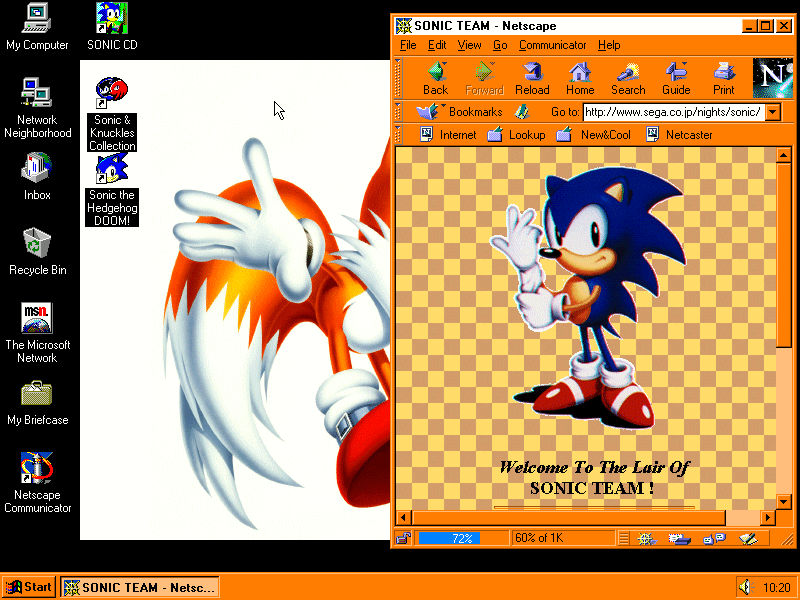 My Computer
SONIC CD
Network
Neighborhood
Sonic &
Knuckles
Collection
Inbox
Sonic the
Hedgehog
DOOM!
Recycle Bin
msn.
The Microsoft
Network
My Briefcase
Netscape
Communicator
SONIC TEAM - Netscape
File Edit View Go Communicator Help
Back Forward Reload Home Search Guide Print
N
Bookmarks Go to: http://www.sega.co.jp/nights/sonic/
Internet Lookup New&Cool Netcaster
Welcome To The Lair Of
SONIC TEAM !
72% 60% of 1K
Start SONIC TEAM - Netsc... 10:20